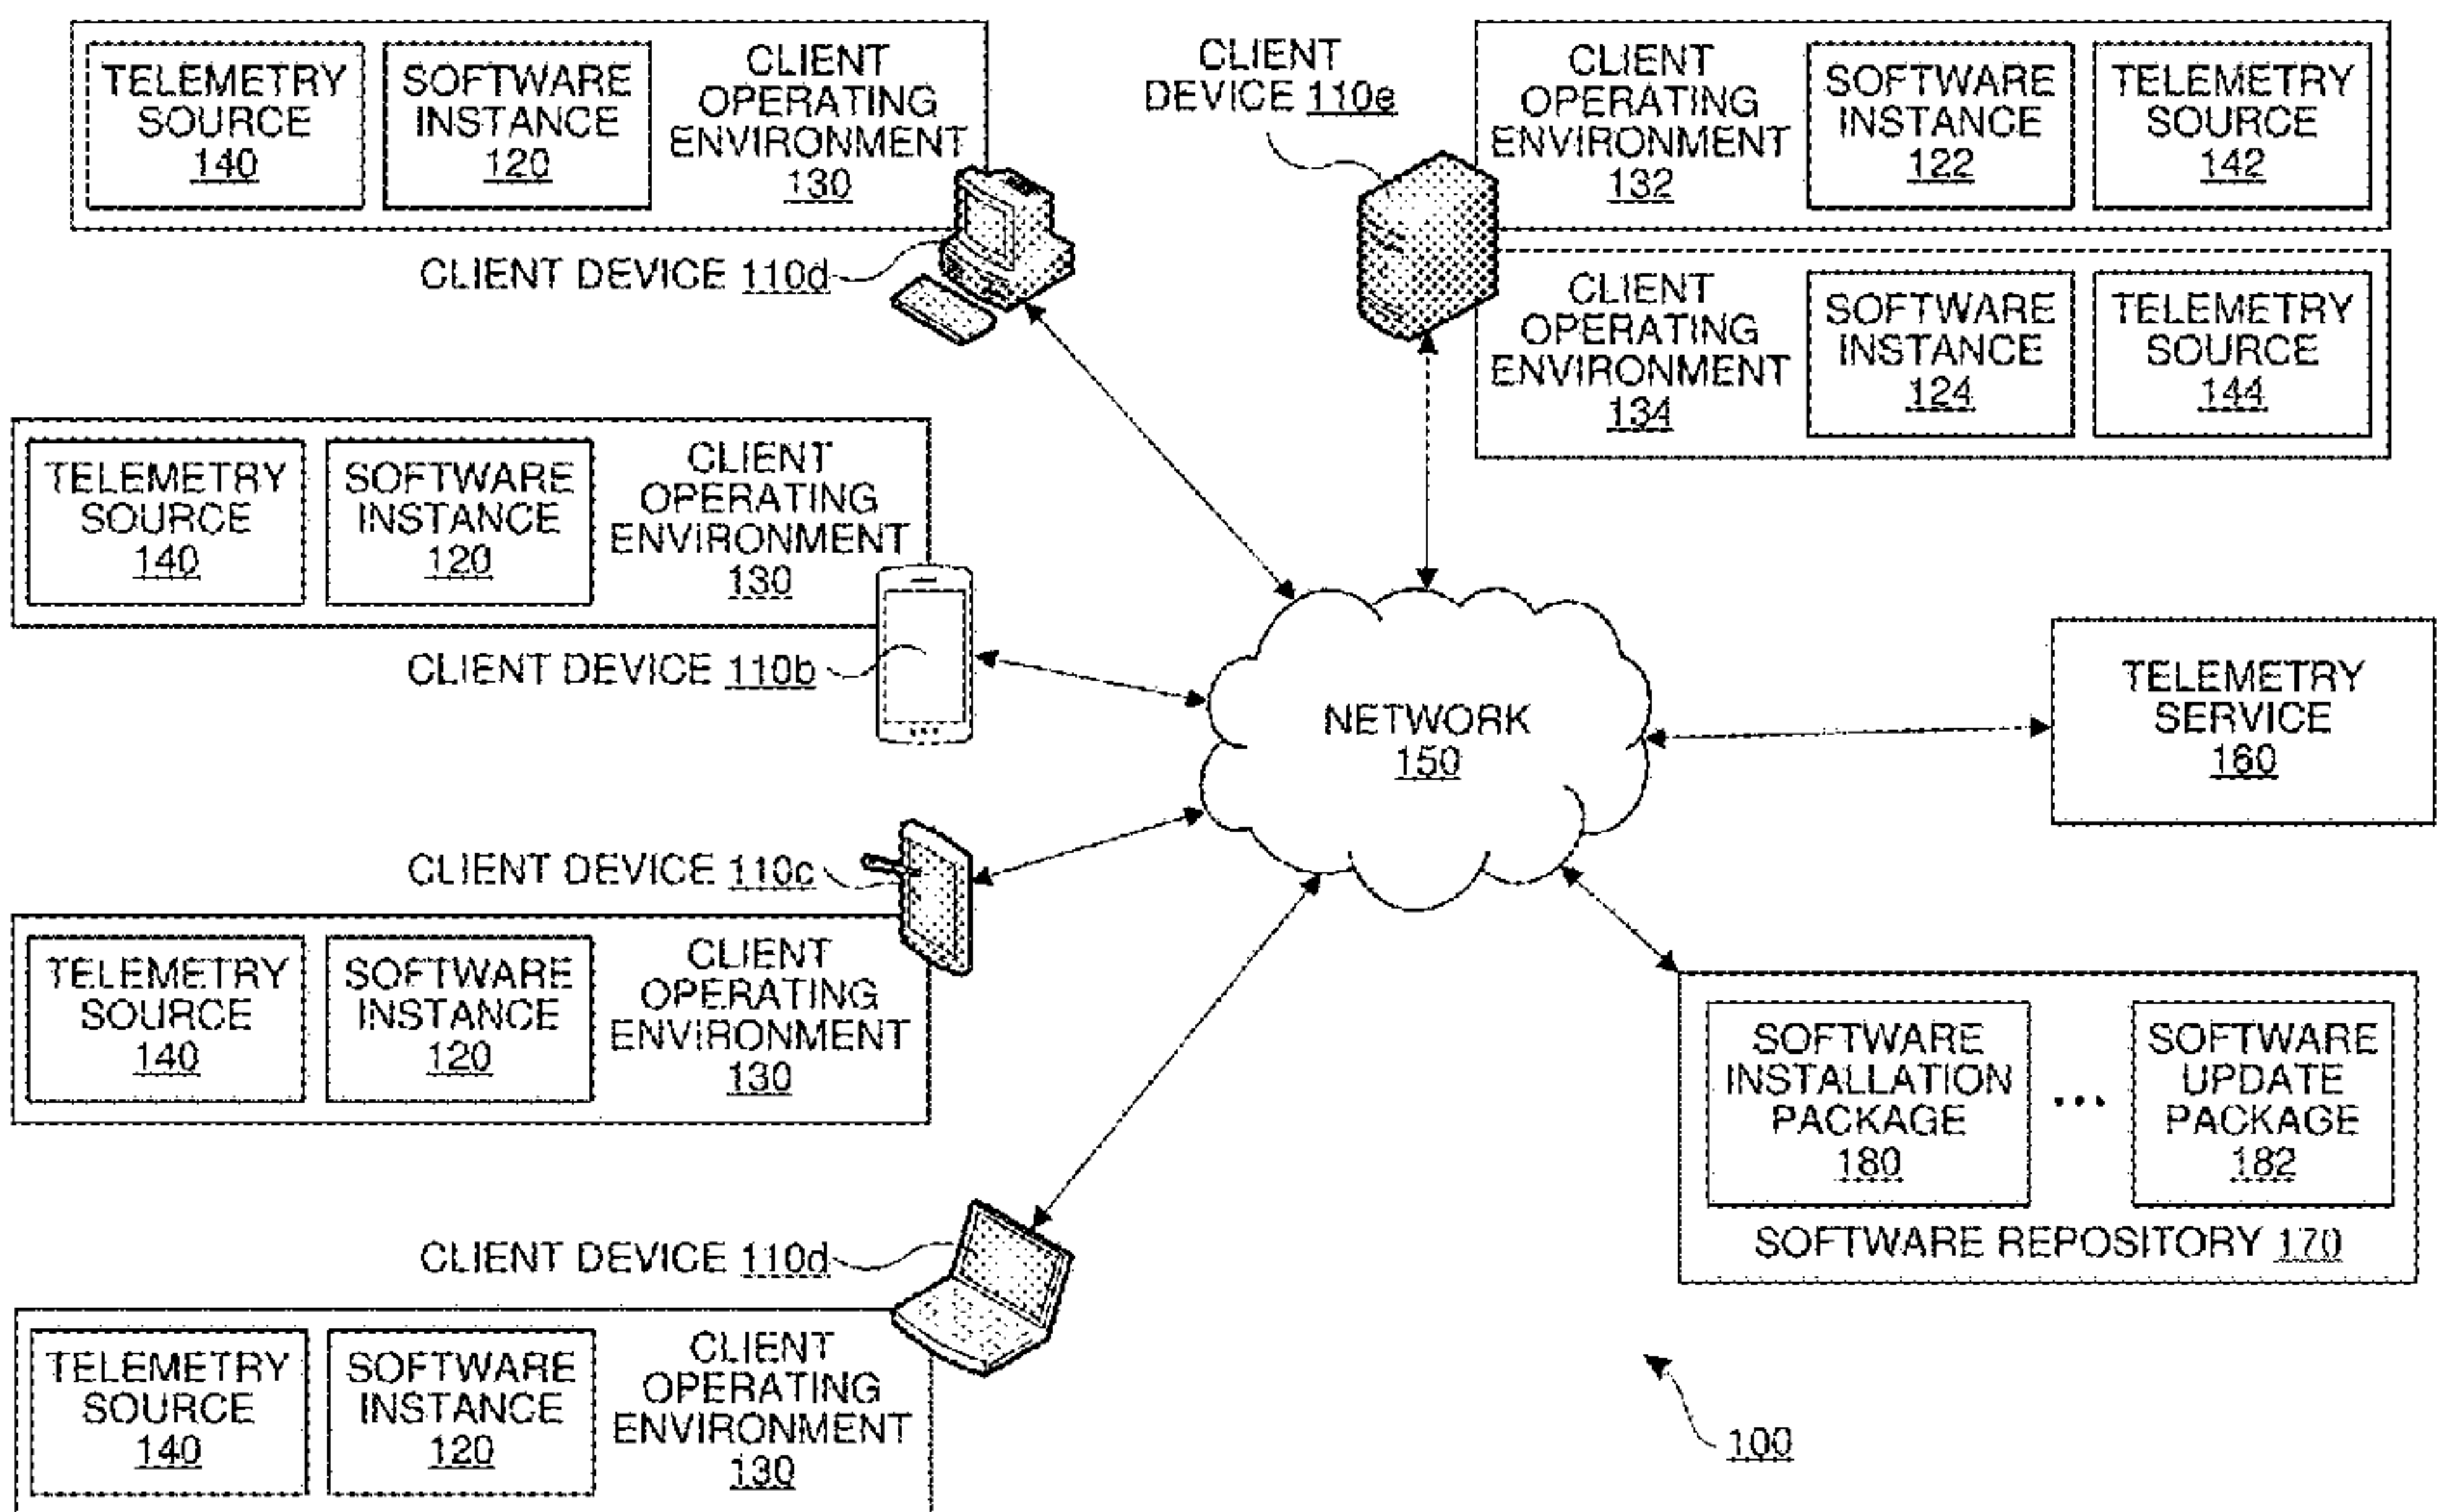 TELEMETRY
SOURCE
140
SOFTWARE
INSTANCE
120
CLIENT
OPERATING
ENVIRONMENT
130
CLIENT DEVICE 110d
CLIENT
DEVICE 110e
CLIENT
OPERATING
ENVIRONMENT
132
SOFTWARE
INSTANCE
122
TELEMETRY
SOURCE
142
CLIENT
OPERATING
ENVIRONMENT
134
SOFTWARE
INSTANCE
124
TELEMETRY
SOURCE
144
TELEMETRY
SOURCE
140
SOFTWARE
INSTANCE
120
CLIENT
OPERATING
ENVIRONMENT
130
CLIENT DEVICE 110b
NETWORK
150
TELEMETRY
SERVICE
160
CLIENT DEVICE 110c
TELEMETRY
SOURCE
140
SOFTWARE
INSTANCE
120
CLIENT
OPERATING
ENVIRONMENT
130
SOFTWARE
INSTALLATION
PACKAGE
180
...
SOFTWARE
UPDATE
PACKAGE
182
SOFTWARE REPOSITORY 170
CLIENT DEVICE 110d
TELEMETRY
SOURCE
140
SOFTWARE
INSTANCE
120
CLIENT
OPERATING
ENVIRONMENT
130
100